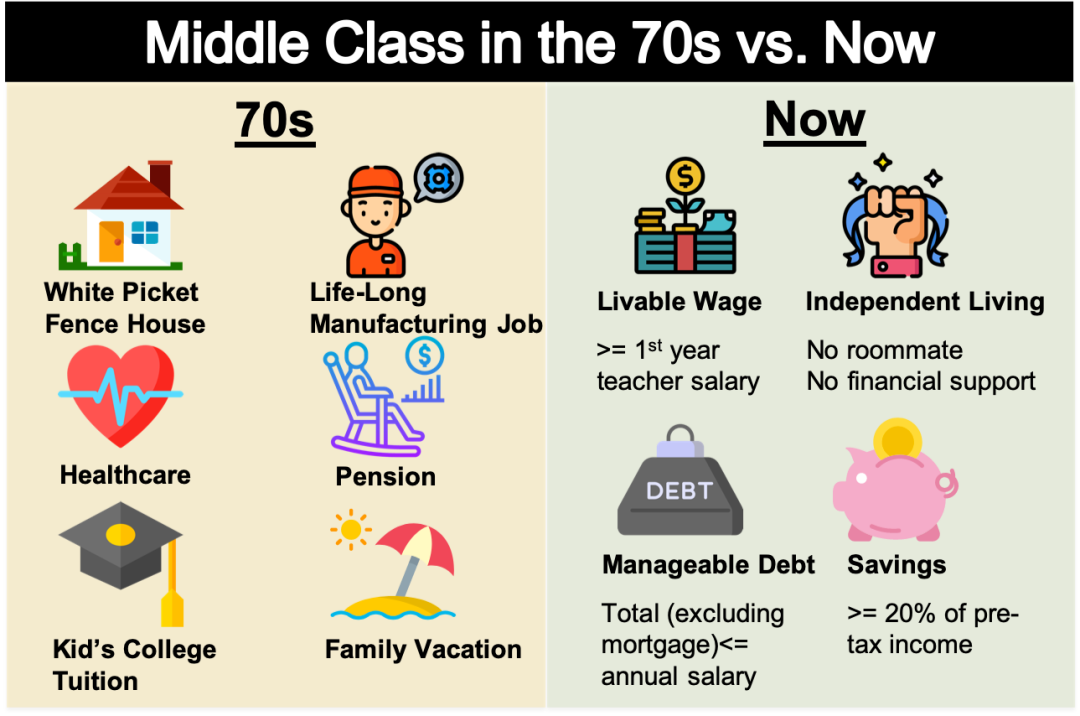 Middle Class in the 70s vs. Now
70s
White Picket
Fence House
Life-Long
Manufacturing Job
Healthcare
Pension
Kid's College
Tuition
Family Vacation
Now
Livable Wage
>= 1st year
teacher salary
Independent Living
No roommate
No financial support
DEBT
Manageable Debt
Total (excluding
mortgage)<=
annual salary
Savings
>= 20% of pre-
tax income